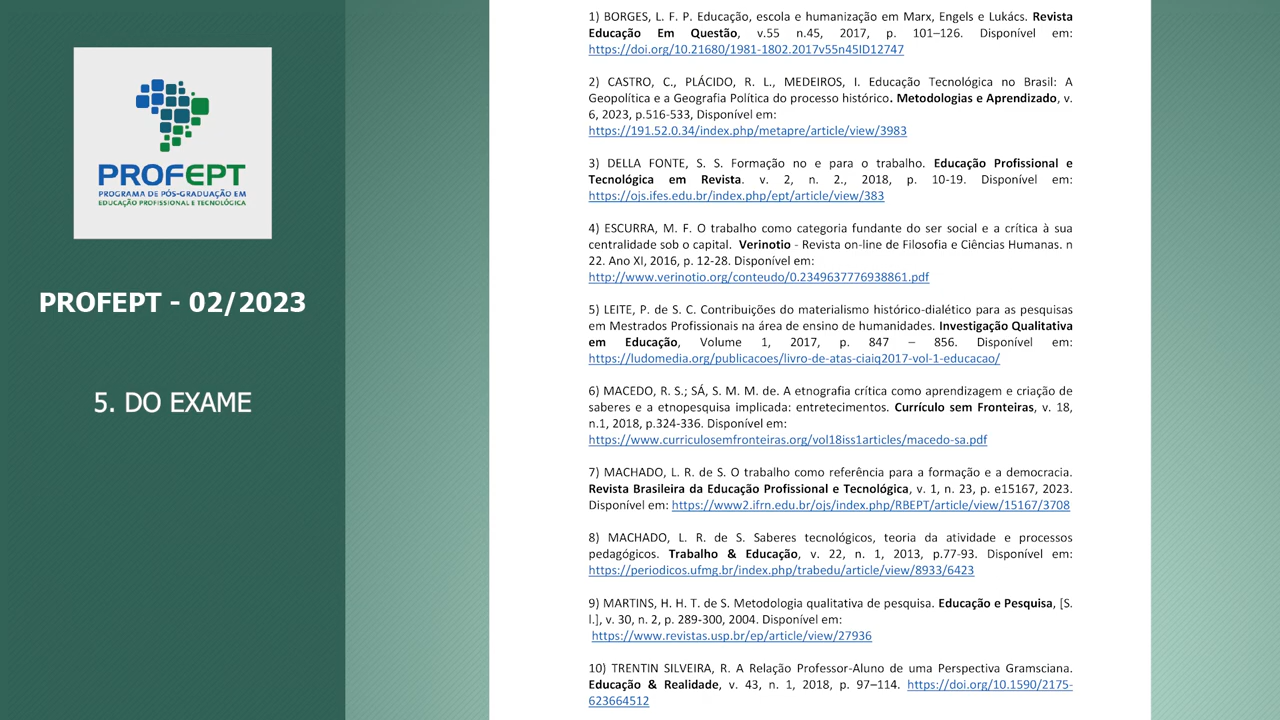 PROFEPT
PROGRAMA DE PÓS-GRADUAÇÃO EM
EDUCAÇÃO PROFISSIONAL E TECNOLÓGICA
PROFEPT - 02/2023
5. DO EXAME
1) BORGES, L. F. P. Educação, escola e humanização em Marx, Engels e Lukács. Revista
Educação Em Questão, v.55 n.45, 2017, p. 101–126. Disponível em:
https://doi.org/10.21680/1981-1802.2017v55n45ID12747
2) CASTRO, C., PLÁCIDO, R. L., MEDEIROS, I. Educação Tecnológica no Brasil: A
Geopolítica e a Geografia Política do processo histórico. Metodologias e Aprendizado, v.
6, 2023, p.516-533, Disponível em:
https://191.52.0.34/index.php/metapre/article/view/3983
3) DELLA FONTE, S. S. Formação no e para o trabalho. Educação Profissional e
Tecnológica em Revista. v. 2, n. 2., 2018, p. 10-19. Disponível em:
https://ojs.ifes.edu.br/index.php/ept/article/view/383
4) ESCURRA, M. F. O trabalho como categoria fundante do ser social e a crítica à sua
centralidade sob o capital. Verinotio - Revista on-line de Filosofia e Ciências Humanas. n
22. Ano XI, 2016, p. 12-28. Disponível em:
http://www.verinotio.org/conteudo/0.2349637776938861.pdf
5) LEITE, P. de S. C. Contribuições do materialismo histórico-dialético para as pesquisas
em Mestrados Profissionais na área de ensino de humanidades. Investigação Qualitativa
em Educação, Volume 1, 2017, p. 847 – 856. Disponível em:
https://ludomedia.org/publicacoes/livro-de-atas-ciaiq2017-vol-1-educacao/
6) MACEDO, R. S.; SÁ, S. M. M. de. A etnografia crítica como aprendizagem e criação de
saberes e a etnopesquisa implicada: entretecimentos. Currículo sem Fronteiras, v. 18,
n.1, 2018, p.324-336. Disponível em:
https://www.curriculosemfronteiras.org/vol18iss1articles/macedo-sa.pdf
7) MACHADO, L. R. de S. O trabalho como referência para a formação e a democracia.
Revista Brasileira da Educação Profissional e Tecnológica, v. 1, n. 23, p. e15167, 2023.
Disponível em: https://www2.ifrn.edu.br/ojs/index.php/RBEPT/article/view/15167/3708
8) MACHADO, L. R. de S. Saberes tecnológicos, teoria da atividade e processos
pedagógicos. Trabalho & Educação, v. 22, n. 1, 2013, p.77-93. Disponível em:
https://periodicos.ufmg.br/index.php/trabedu/article/view/8933/6423
9) MARTINS, H. H. T. de S. Metodologia qualitativa de pesquisa. Educação e Pesquisa, [S.
l.], v. 30, n. 2, p. 289-300, 2004. Disponível em:
https://www.revistas.usp.br/ep/article/view/27936
10) TRENTIN SILVEIRA, R. A Relação Professor-Aluno de uma Perspectiva Gramsciana.
Educação & Realidade, v. 43, n. 1, 2018, p. 97–114. https://doi.org/10.1590/2175-
623664512